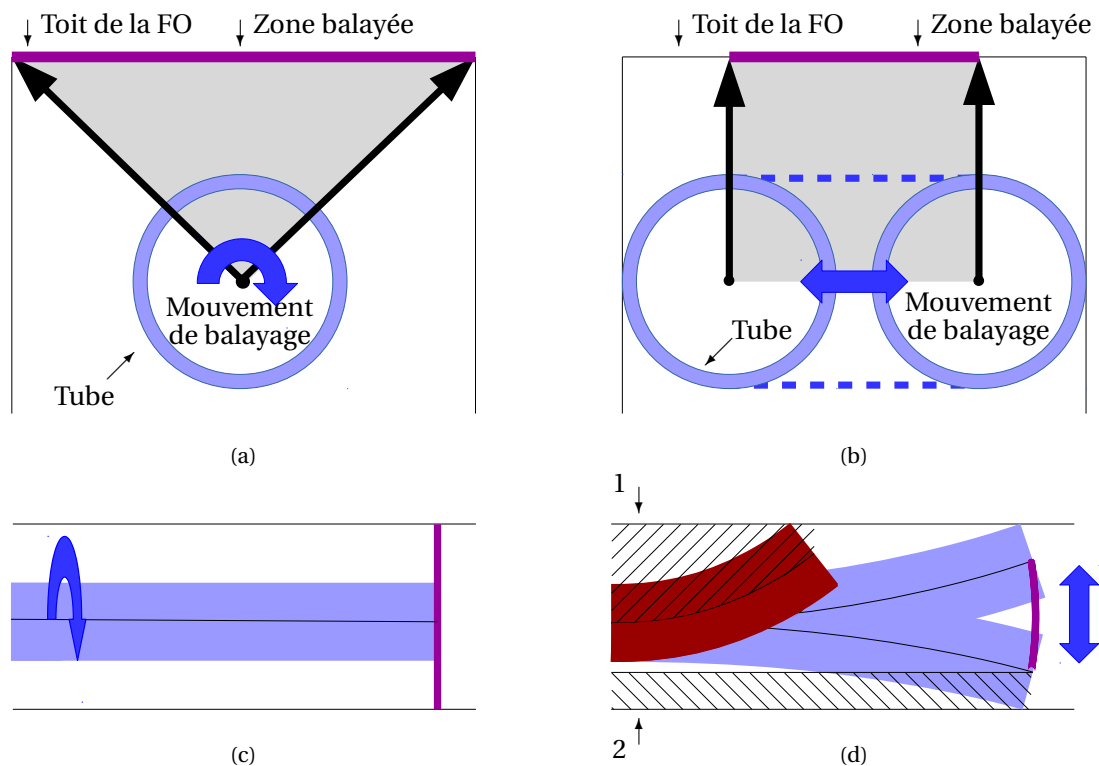 Toit de la FO
Zone balayée
Mouvement
de balayage
Tube
(a)
Toit de la FO
Zone balayée
Mouvement
de balayage
Tube
(b)
(c)
1
2
(d)